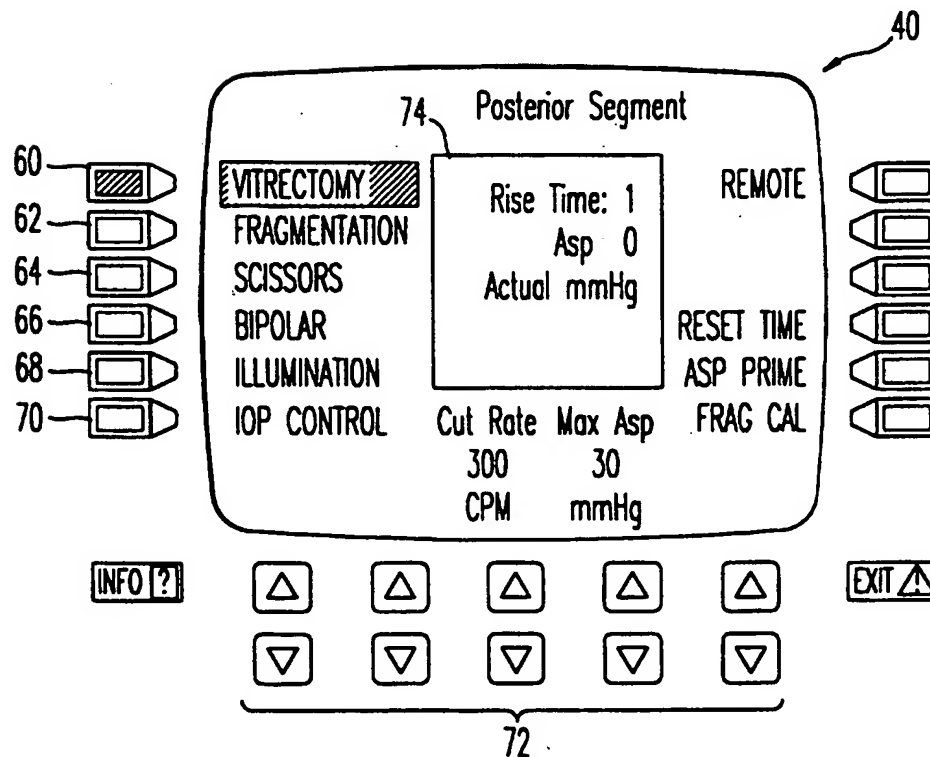 40
Posterior Segment
74
60
VITRECTOMY
Rise Time: 1
REMOTE
62
FRAGMENTATION
Asp 0
64
SCISSORS
Actual mmHg
66
BIPOLAR
RESET TIME
68
ILLUMINATION
ASP PRIME
70
IOP CONTROL
Cut Rate Max Asp
FRAG CAL
300 30
CPM mmHg
INFO ?
EXIT !
72